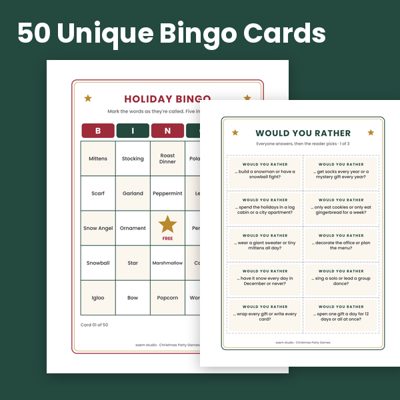 50 Unique Bingo Cards
HOLIDAY BINGO
Mark the words as they're called. Five in
B I N
Mittens Stocking Roast Dinner
Scarf Garland Peppermint
Snow Angel Ornament FREE
Snowball Star Marshmallow
Igloo Bow Popcorn
Card 01 of 50
Christmas Party Games
WOULD YOU RATHER
Everyone answers, then the reader picks · 1 of 3
WOULD YOU RATHER WOULD YOU RATHER
... build a snowman or have a snowball fight? ... get socks every year or a mystery gift every year?
WOULD YOU RATHER WOULD YOU RATHER
... spend the holidays in a log cabin or a city apartment? ... only eat cookies or only eat gingerbread for a week?
WOULD YOU RATHER WOULD YOU RATHER
... wear a giant sweater or tiny mittens all day? ... decorate the office or plan the menu?
WOULD YOU RATHER WOULD YOU RATHER
... have it snow every day in December or never? ... sing a solo or lead a group dance?
WOULD YOU RATHER WOULD YOU RATHER
... wrap every gift or write every card? ... open one gift a day for 12 days or all at once?
Christmas Party Games